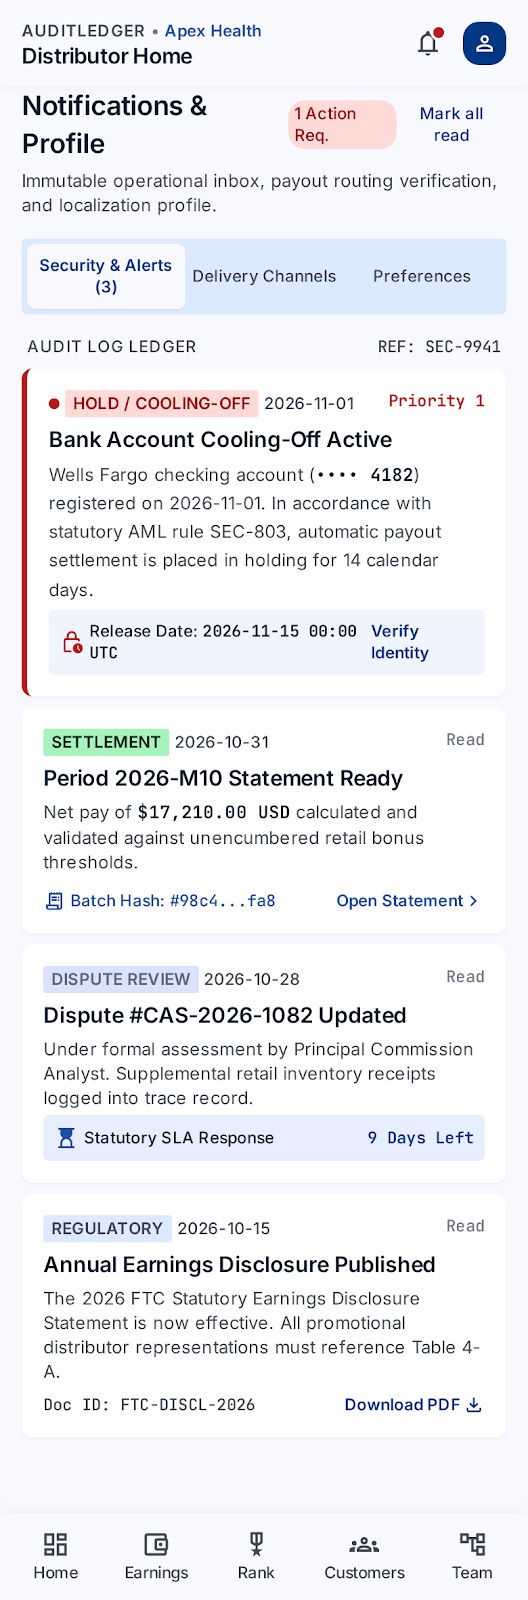 AUDITLEDGER • Apex Health
Distributor Home
Notifications &
Profile
1 Action
Req.
Mark all
read
Immutable operational inbox, payout routing verification,
and localization profile.
Security & Alerts
(3)
Delivery Channels
Preferences
AUDIT LOG LEDGER
REF: SEC-9941
HOLD / COOLING-OFF 2026-11-01
Priority 1
Bank Account Cooling-Off Active
Wells Fargo checking account (•••• 4182)
registered on 2026-11-01. In accordance with
statutory AML rule SEC-803, automatic payout
settlement is placed in holding for 14 calendar
days.
Release Date: 2026-11-15 00:00
UTC
Verify
Identity
SETTLEMENT 2026-10-31
Read
Period 2026-M10 Statement Ready
Net pay of $17,210.00 USD calculated and
validated against unencumbered retail bonus
thresholds.
Batch Hash: #98c4...fa8
Open Statement
DISPUTE REVIEW 2026-10-28
Read
Dispute #CAS-2026-1082 Updated
Under formal assessment by Principal Commission
Analyst. Supplemental retail inventory receipts
logged into trace record.
Statutory SLA Response
9 Days Left
REGULATORY 2026-10-15
Read
Annual Earnings Disclosure Published
The 2026 FTC Statutory Earnings Disclosure
Statement is now effective. All promotional
distributor representations must reference Table 4-
A.
Doc ID: FTC-DISCL-2026
Download PDF
Home
Earnings
Rank
Customers
Team